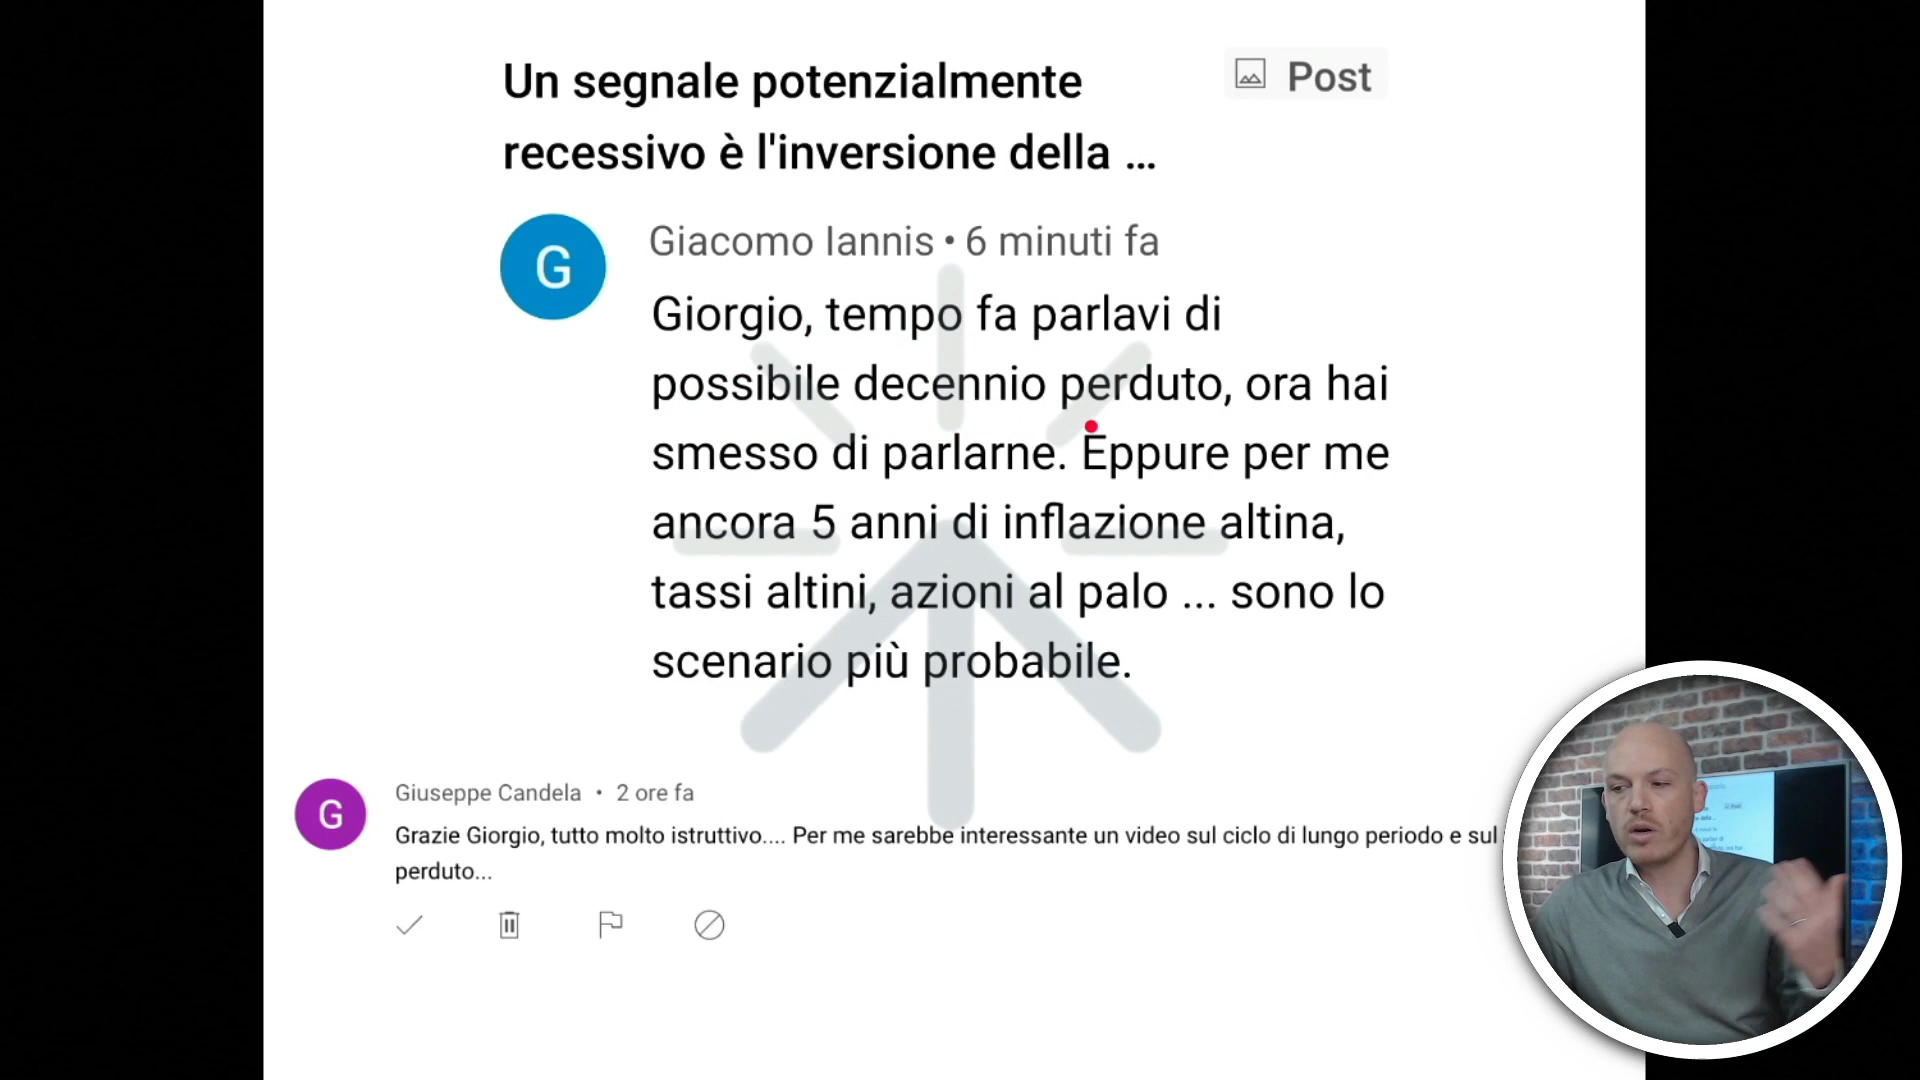 Un segnale potenzialmente
recessivo è l'inversione della ...
Post
G
Giacomo Iannis • 6 minuti fa
Giorgio, tempo fa parlavi di
possibile decennio perduto, ora hai
smesso di parlarne. Eppure per me
ancora 5 anni di inflazione altina,
tassi altini, azioni al palo ... sono lo
scenario più probabile.
G
Giuseppe Candela • 2 ore fa
Grazie Giorgio, tutto molto istruttivo.... Per me sarebbe interessante un video sul ciclo di lungo periodo e sul
perduto...